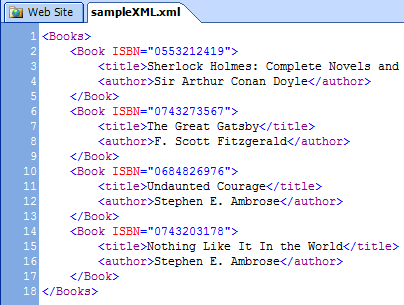 Web Site
sampleXML.xml
1 <Books>
2 <Book ISBN="0553212419">
3 <title>Sherlock Holmes: Complete Novels and
4 <author>Sir Arthur Conan Doyle</author>
5 </Book>
6 <Book ISBN="0743273567">
7 <title>The Great Gatsby</title>
8 <author>F. Scott Fitzgerald</author>
9 </Book>
10 <Book ISBN="0684826976">
11 <title>Undaunted Courage</title>
12 <author>Stephen E. Ambrose</author>
13 </Book>
14 <Book ISBN="0743203178">
15 <title>Nothing Like It In the World</title>
16 <author>Stephen E. Ambrose</author>
17 </Book>
18 </Books>